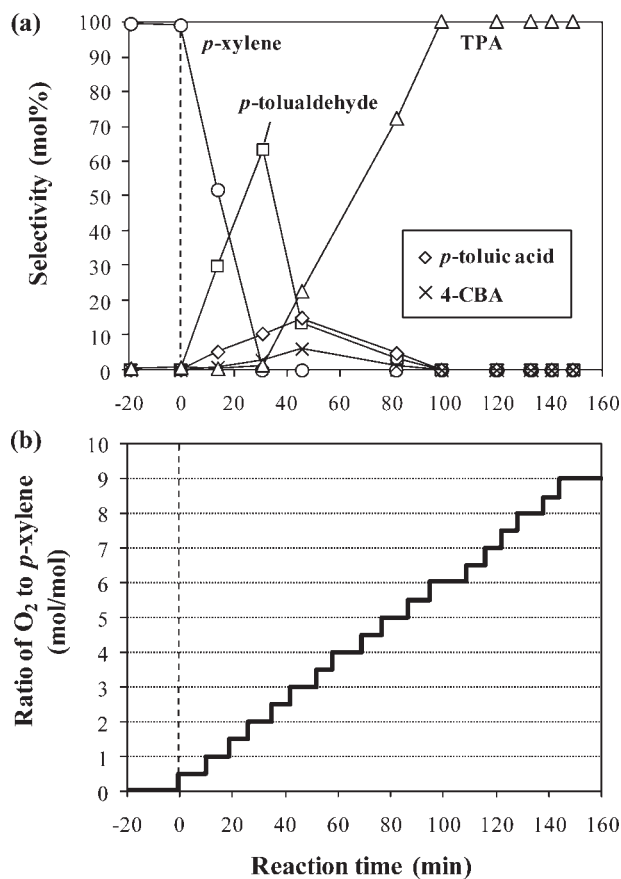 (a)
100
90
80
70
60
50
40
30
20
10
0
Selectivity (mol%)
p-xylene
TPA
p-tolualdehyde
p-toluic acid
4-CBA
-20 0 20 40 60 80 100 120 140 160
(b)
10
9
8
7
6
5
4
3
2
1
0
Ratio of O2 to p-xylene
(mol/mol)
-20 0 20 40 60 80 100 120 140 160
Reaction time (min)